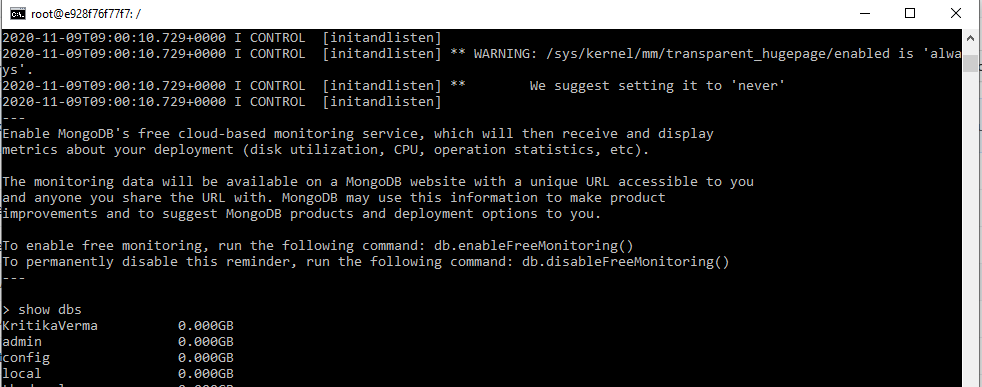 root@e928f76f77f7: /
2020-11-09T09:00:10.729+0000 I CONTROL  [initandlisten]
2020-11-09T09:00:10.729+0000 I CONTROL  [initandlisten] ** WARNING: /sys/kernel/mm/transparent_hugepage/enabled is 'alwa
ys'.
2020-11-09T09:00:10.729+0000 I CONTROL  [initandlisten] **        We suggest setting it to 'never'
2020-11-09T09:00:10.729+0000 I CONTROL  [initandlisten]
---
Enable MongoDB's free cloud-based monitoring service, which will then receive and display
metrics about your deployment (disk utilization, CPU, operation statistics, etc).
The monitoring data will be available on a MongoDB website with a unique URL accessible to you
and anyone you share the URL with. MongoDB may use this information to make product
improvements and to suggest MongoDB products and deployment options to you.
To enable free monitoring, run the following command: db.enableFreeMonitoring()
To permanently disable this reminder, run the following command: db.disableFreeMonitoring()
---
> show dbs
KritikaVerma          0.000GB
admin                 0.000GB
config                0.000GB
local                 0.000GB